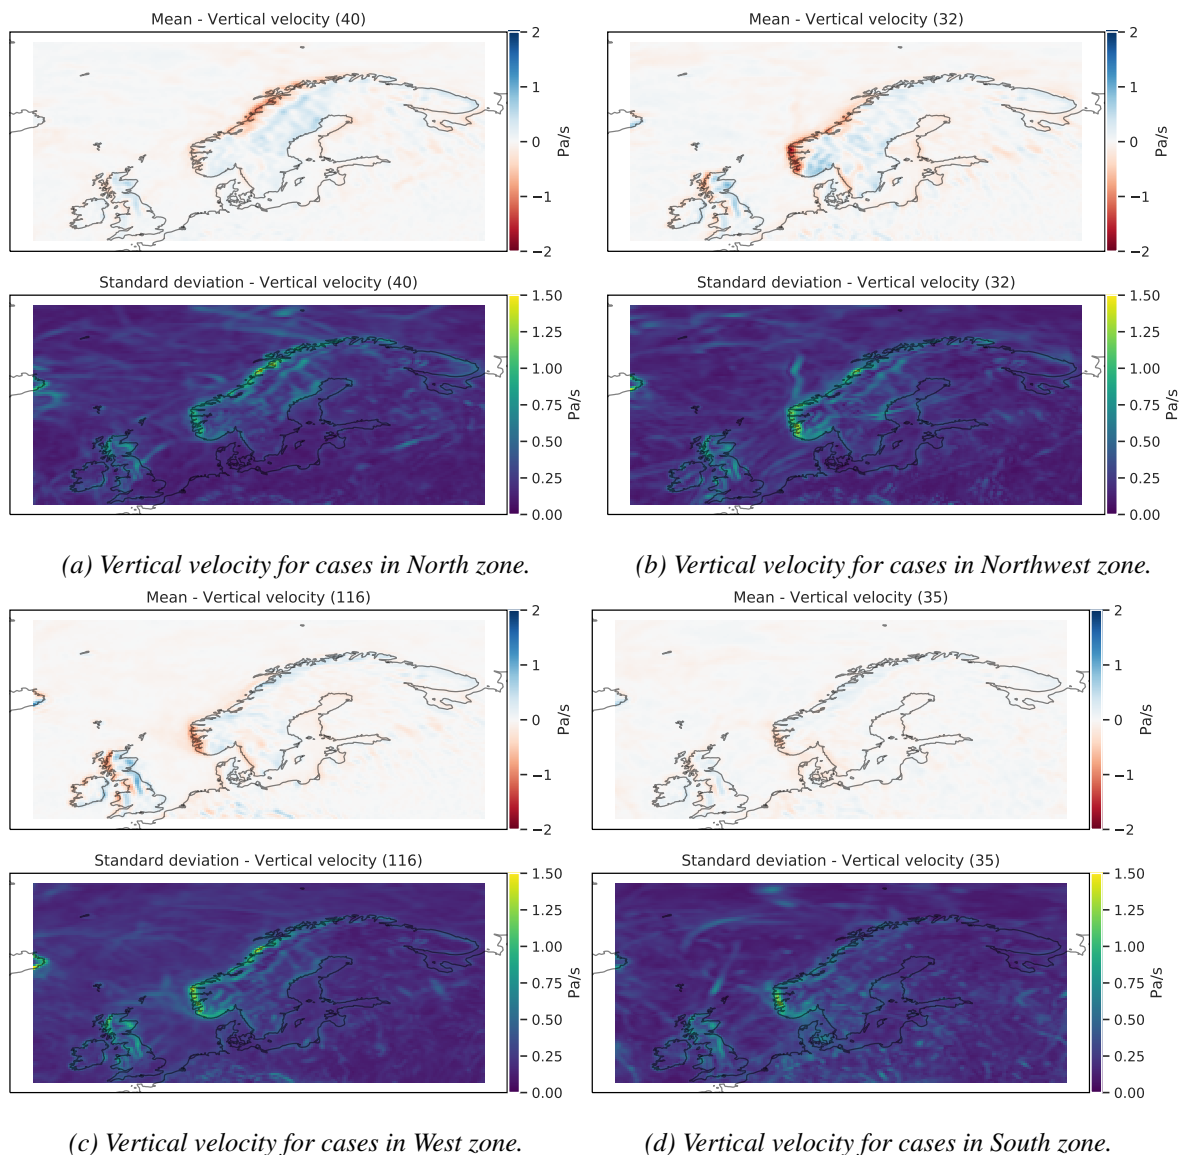 Mean - Vertical velocity (40)
2
1
0
−1
−2
Pa/s
Standard deviation - Vertical velocity (40)
1.50
1.25
1.00
0.75
0.50
0.25
0.00
Pa/s
(a) Vertical velocity for cases in North zone.
Mean - Vertical velocity (32)
2
1
0
−1
−2
Pa/s
Standard deviation - Vertical velocity (32)
1.50
1.25
1.00
0.75
0.50
0.25
0.00
Pa/s
(b) Vertical velocity for cases in Northwest zone.
Mean - Vertical velocity (116)
2
1
0
−1
−2
Pa/s
Standard deviation - Vertical velocity (116)
1.50
1.25
1.00
0.75
0.50
0.25
0.00
Pa/s
(c) Vertical velocity for cases in West zone.
Mean - Vertical velocity (35)
2
1
0
−1
−2
Pa/s
Standard deviation - Vertical velocity (35)
1.50
1.25
1.00
0.75
0.50
0.25
0.00
Pa/s
(d) Vertical velocity for cases in South zone.